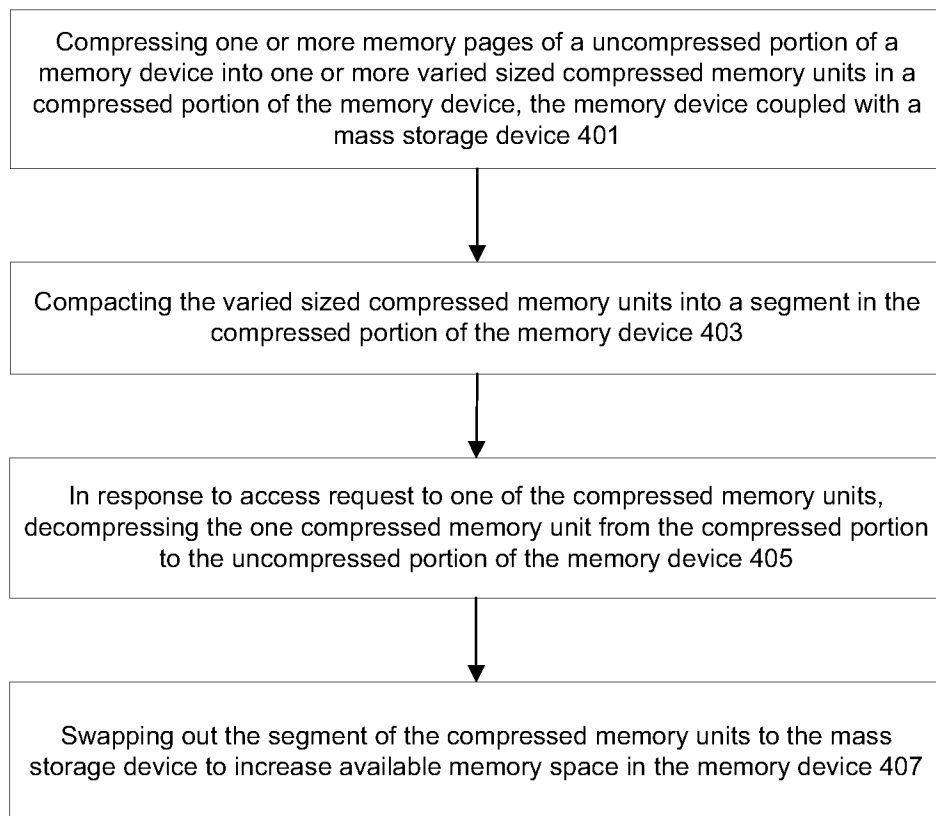 Compressing one or more memory pages of a uncompressed portion of a
memory device into one or more varied sized compressed memory units in a
compressed portion of the memory device, the memory device coupled with a
mass storage device 401
Compacting the varied sized compressed memory units into a segment in the
compressed portion of the memory device 403
In response to access request to one of the compressed memory units,
decompressing the one compressed memory unit from the compressed portion
to the uncompressed portion of the memory device 405
Swapping out the segment of the compressed memory units to the mass
storage device to increase available memory space in the memory device 407